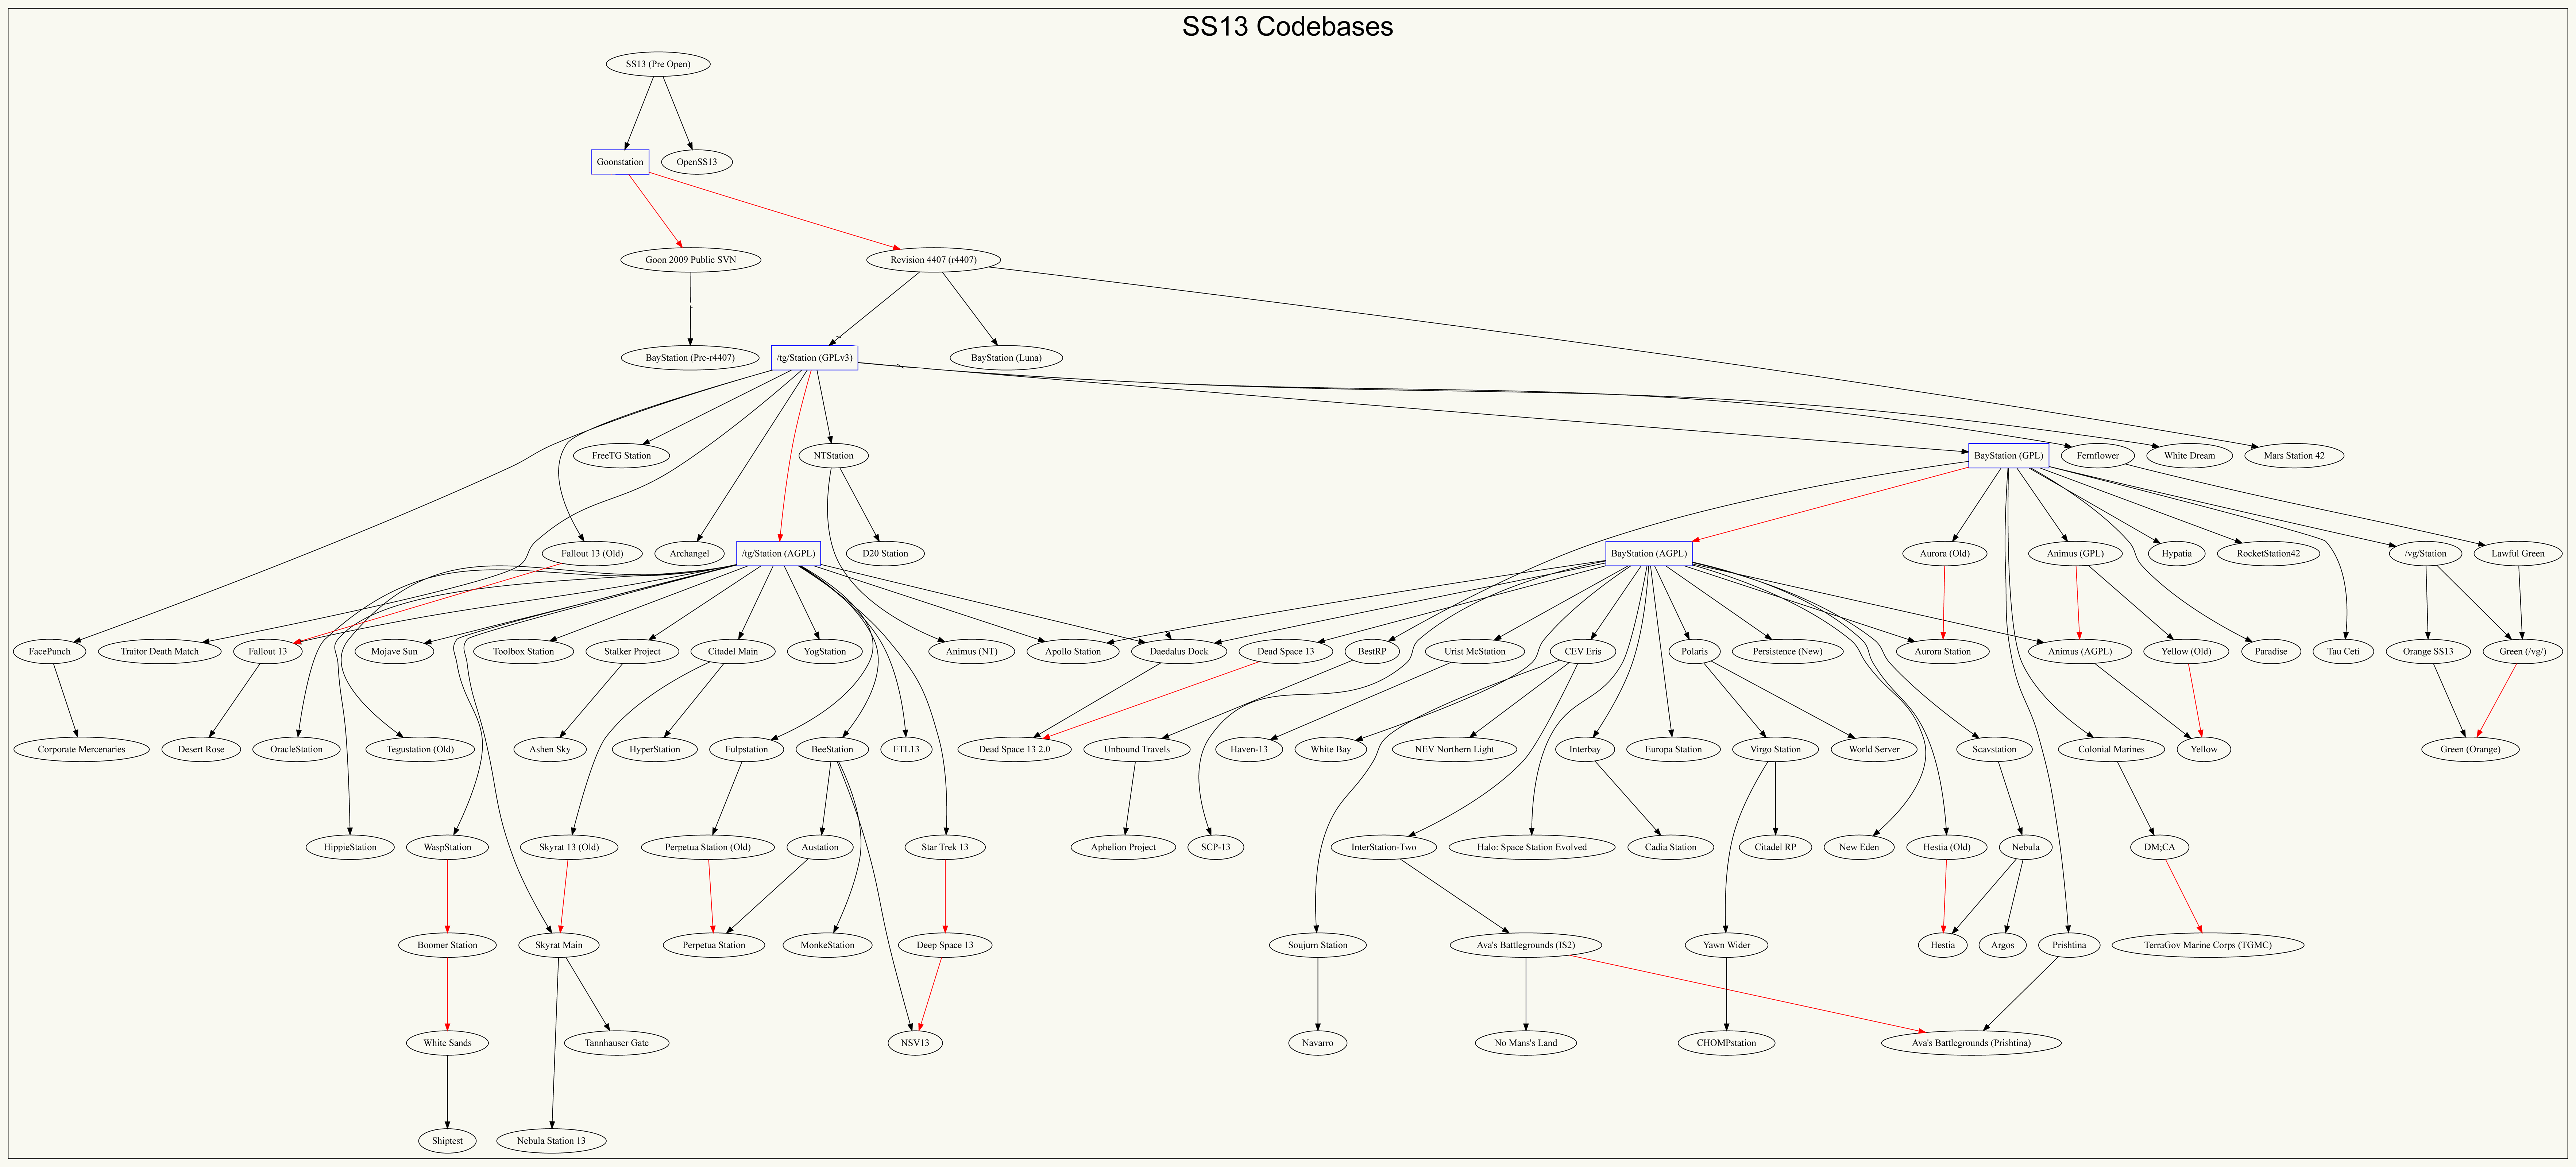 SS13 Codebases
SS13 (Pre Open)
Goonstation
OpenSS13
Goon 2009 Public SVN
Revision 4407 (r4407)
BayStation (Pre-r4407)
/tg/Station (GPLv3)
BayStation (Luna)
FreeTG Station
NTStation
BayStation (GPL)
Fernflower
White Dream
Mars Station 42
Fallout 13 (Old)
Archangel
/tg/Station (AGPL)
D20 Station
BayStation (AGPL)
Aurora (Old)
Animus (GPL)
Hypatia
RocketStation42
/vg/Station
Lawful Green
FacePunch
Traitor Death Match
Fallout 13
Mojave Sun
Toolbox Station
Stalker Project
Citadel Main
YogStation
Animus (NT)
Apollo Station
Daedalus Dock
Dead Space 13
BestRP
Urist McStation
CEV Eris
Polaris
Persistence (New)
Aurora Station
Animus (AGPL)
Yellow (Old)
Paradise
Tau Ceti
Orange SS13
Green (/vg/)
Corporate Mercenaries
Desert Rose
OracleStation
Tegustation (Old)
Ashen Sky
HyperStation
Fulpstation
BeeStation
FTL13
Dead Space 13 2.0
Unbound Travels
Haven-13
White Bay
NEV Northern Light
Interbay
Europa Station
Virgo Station
World Server
Scavstation
Colonial Marines
Yellow
Green (Orange)
HippieStation
WaspStation
Skyrat 13 (Old)
Perpetua Station (Old)
Austation
Star Trek 13
Aphelion Project
SCP-13
InterStation-Two
Halo: Space Station Evolved
Cadia Station
Citadel RP
New Eden
Hestia (Old)
Nebula
DM;CA
Boomer Station
Skyrat Main
Perpetua Station
MonkeStation
Deep Space 13
Soujurn Station
Ava's Battlegrounds (IS2)
Yawn Wider
Hestia
Argos
Prishtina
TerraGov Marine Corps (TGMC)
White Sands
Tannhauser Gate
NSV13
Navarro
No Mans's Land
CHOMPstation
Ava's Battlegrounds (Prishtina)
Shiptest
Nebula Station 13